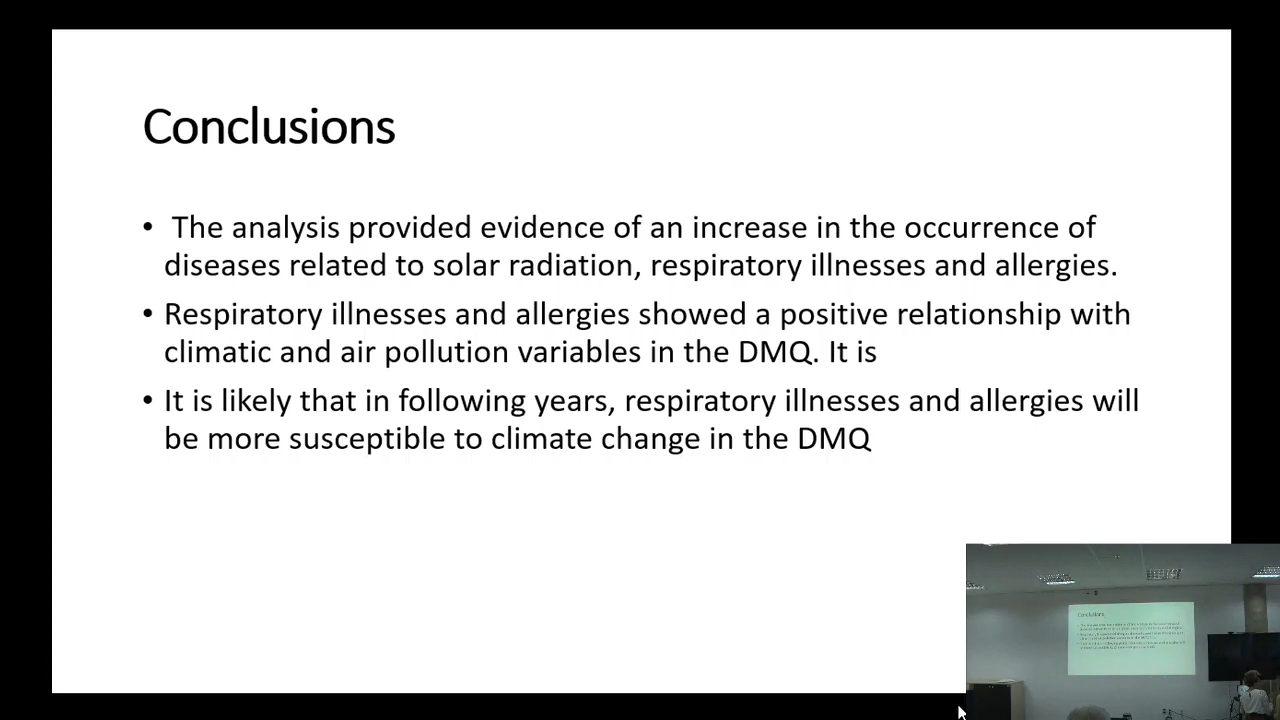 Conclusions
• The analysis provided evidence of an increase in the occurrence of
diseases related to solar radiation, respiratory illnesses and allergies.
• Respiratory illnesses and allergies showed a positive relationship with
climatic and air pollution variables in the DMQ. It is
• It is likely that in following years, respiratory illnesses and allergies will
be more susceptible to climate change in the DMQ
Conclusions